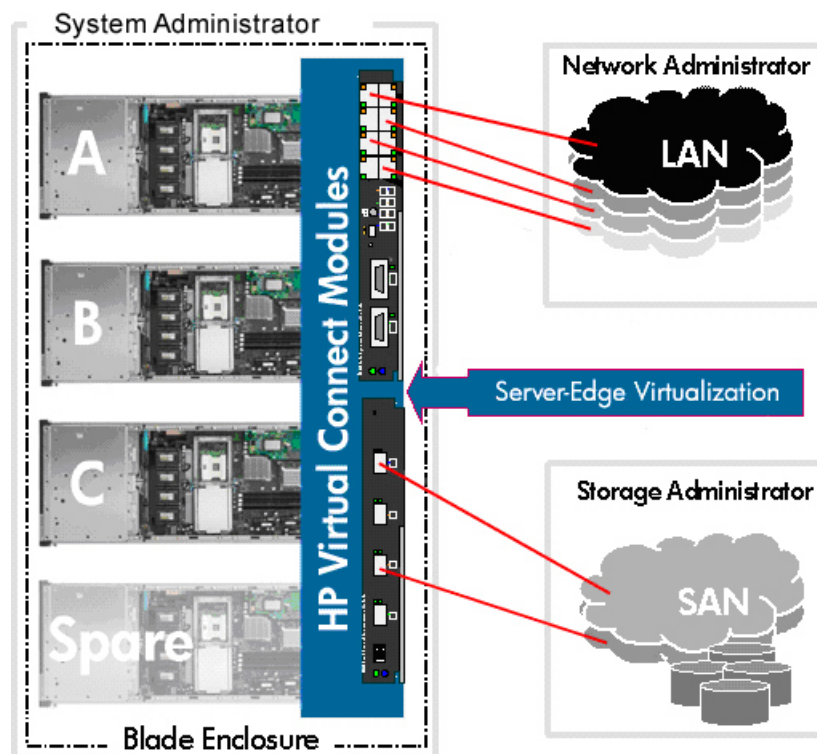 System Administrator
Network Administrator
LAN
A
B
C
Spare
HP Virtual Connect Modules
Server-Edge Virtualization
Storage Administrator
SAN
Blade Enclosure